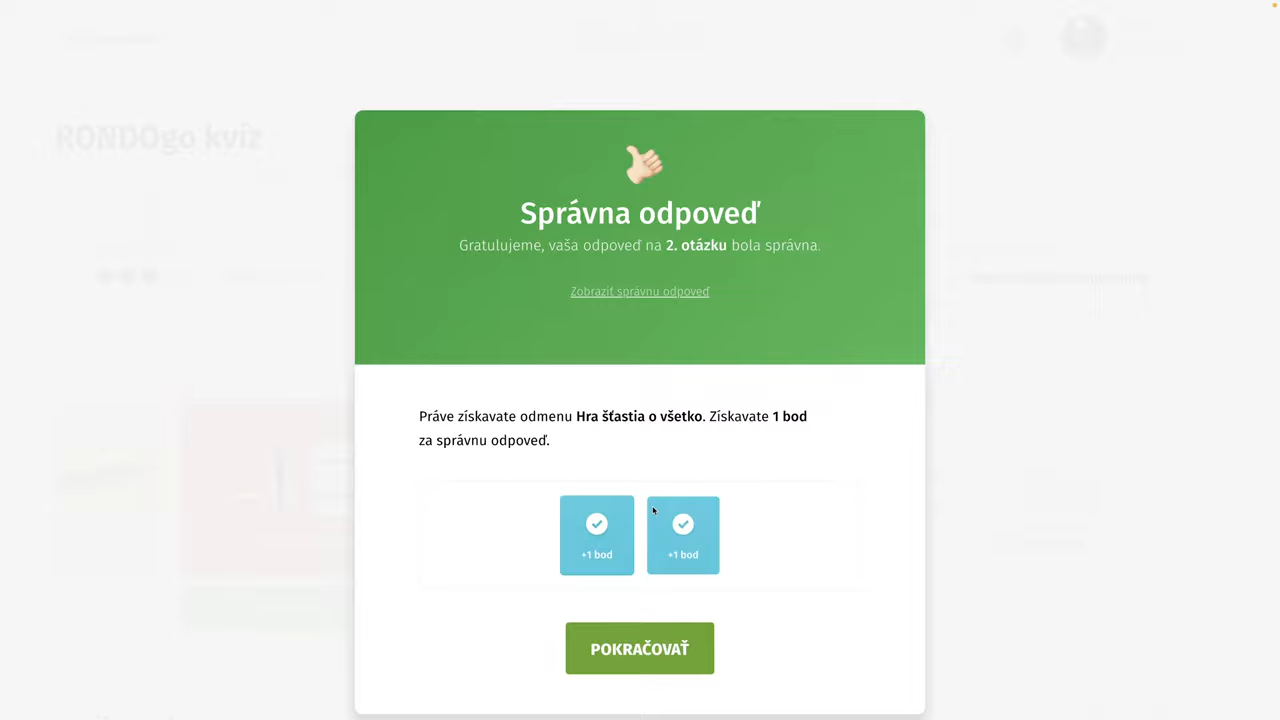 RONDOgo kvíz
Správna odpoveď
Gratulujeme, vaša odpoveď na 2. otázku bola správna.
Zobraziť správnu odpoveď
Práve získavate odmenu Hra šťastia o všetko. Získavate 1 bod
za správnu odpoveď.
+1 bod
+1 bod
POKRAČOVAŤ